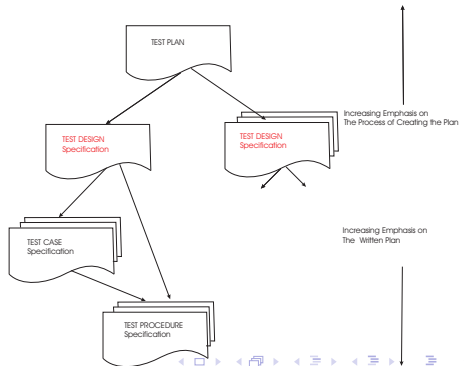 TEST PLAN
Increasing Emphasis on
The Process of Creating the Plan
TEST DESIGN
Specification
TEST DESIGN
Specification
TEST CASE
Specification
Increasing Emphasis on
The Written Plan
TEST PROCEDURE
Specification